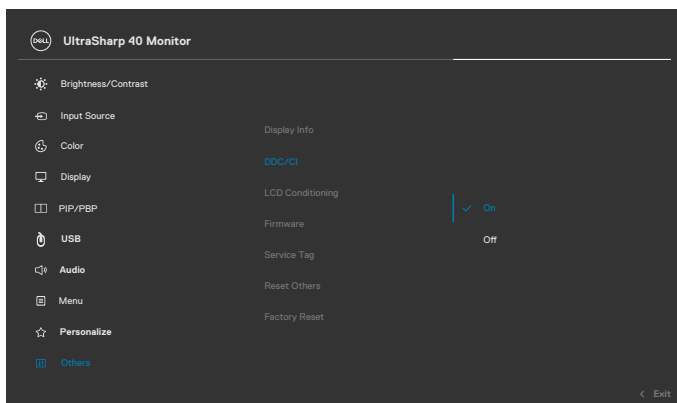 DELL UltraSharp 40 Monitor
Brightness/Contrast
Input Source
Color
Display
PIP/PBP
USB
Audio
Menu
Personalize
Others
Display Info
DDC/CI
LCD Conditioning
Firmware
Service Tag
Reset Others
Factory Reset
On
Off
Exit